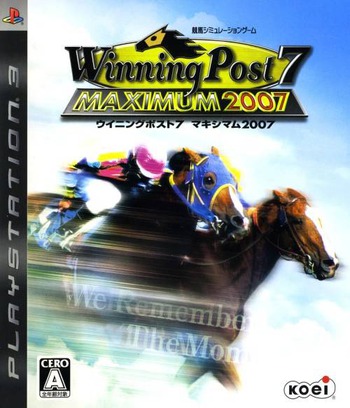 PLAYSTATION 3
競馬シミュレーションゲーム
Winning Post 7
MAXIMUM 2007
ウイニングポスト7 マキシマム2007
We Remember
The Mom
CERO
A
全年齢対象
KOEI